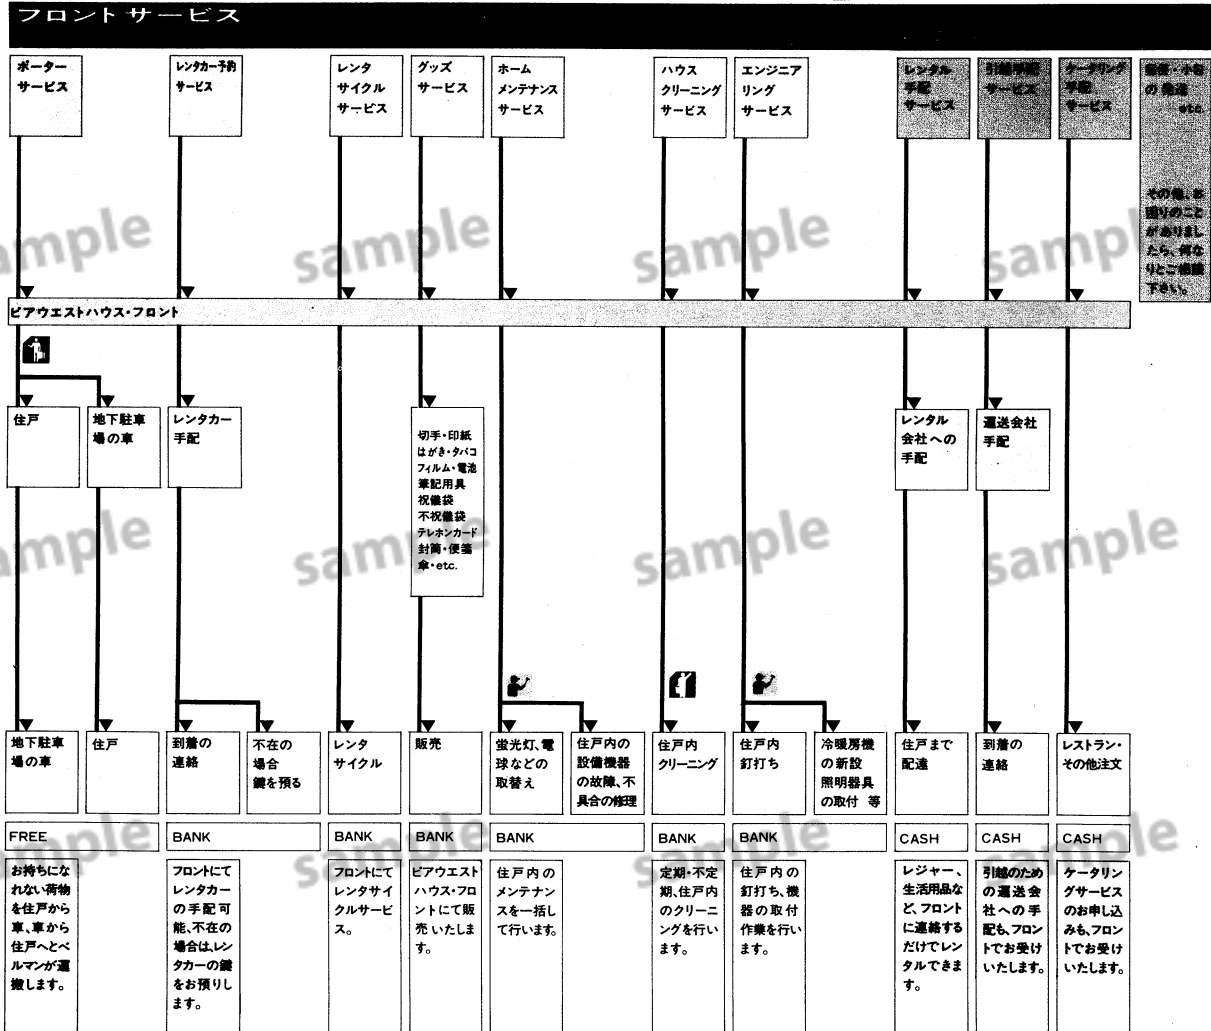 フロントサービス
ポーター
サービス
レンタカー予約
サービス
レンタ
サイクル
サービス
グッズ
サービス
ホーム
メンテナンス
サービス
ハウス
クリーニング
サービス
エンジニア
リング
サービス
レンタル
手配
サービス
引越手配
サービス
ケータリング
手配
サービス
の発送
etc.
その他、お
困りのこと
がありまし
たら、何な
りとご相談
下さい。
sample
sample
sample
sample
ピアウエストハウス・フロント
住戸
地下駐車
場の車
レンタカー
手配
切手・印紙
はがき・タバコ
フィルム・電池
筆記用具
祝儀袋
不祝儀袋
テレホンカード
封筒・便箋
傘・etc.
レンタル
会社への
手配
運送会社
手配
sample
sample
sample
sample
地下駐車
場の車
住戸
到着の
連絡
不在の
場合
鍵を預る
レンタ
サイクル
販売
蛍光灯、電
球などの
取替え
住戸内の
設備機器
の故障、不
具合の修理
住戸内
クリーニング
住戸内
釘打ち
冷暖房機
の新設
照明器具
の取付 等
住戸まで
配達
到着の
連絡
レストラン・
その他注文
FREE
BANK
BANK
BANK
BANK
BANK
BANK
CASH
CASH
CASH
sample
sample
sample
sample
お持ちにな
れない荷物
を住戸から
車、車から
住戸へとベ
ルマンが運
搬します。
フロントにて
レンタカー
の手配可
能、不在の
場合は、レン
タカーの鍵
をお預りし
ます。
フロントにて
レンタサイ
クルサービ
ス。
ピアウエスト
ハウス・フロ
ントにて販
売いたしま
す。
住戸内の
メンテナン
スを一括し
て行います。
定期・不定
期、住戸内
のクリーニ
ングを行い
ます。
住戸内の
釘打ち、機
器の取付
作業を行い
ます。
レジャー、
生活用品な
ど、フロント
に連絡する
だけでレン
タルできま
す。
引越のため
の運送会
社への手
配も、フロン
トでお受け
いたします。
ケータリン
グサービス
のお申し込
みも、フロン
トでお受け
いたします。